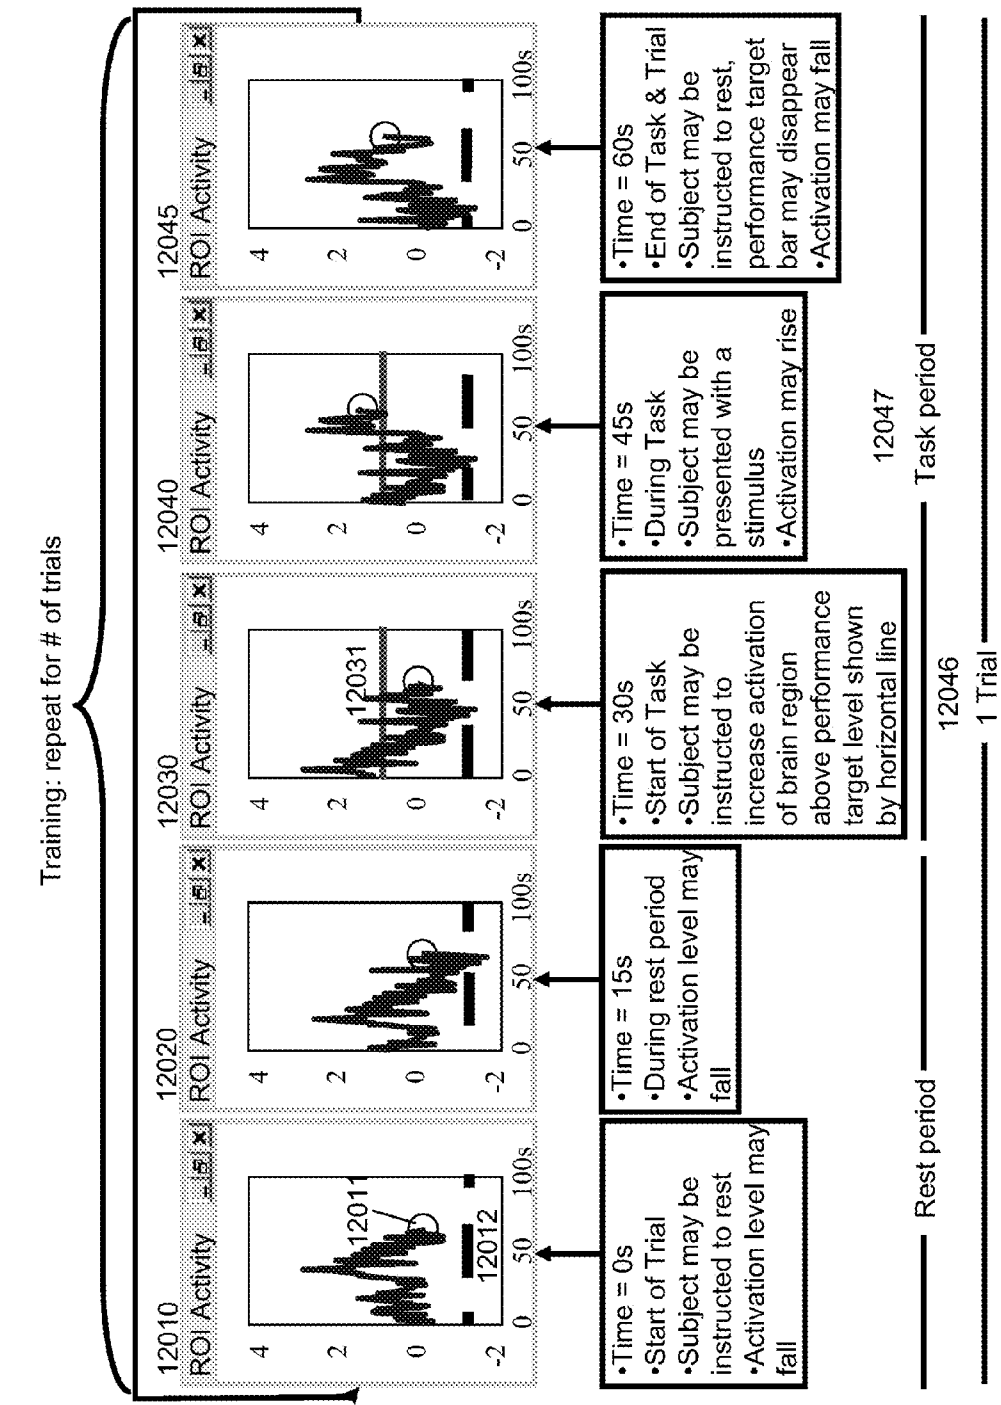 Training: repeat for # of trials
12010
ROI Activity
4
2
0
-2
0
50
100s
12011
12012
•Time = 0s
•Start of Trial
•Subject may be
instructed to rest
•Activation level may
fall
12020
ROI Activity
4
2
0
-2
0
50
100s
•Time = 15s
•During rest period
•Activation level may
fall
12030
ROI Activity
4
2
0
-2
0
50
100s
12031
•Time = 30s
•Start of Task
•Subject may be
instructed to
increase activation
of brain region
above performance
target level shown
by horizontal line
12040
ROI Activity
4
2
0
-2
0
50
100s
•Time = 45s
•During Task
•Subject may be
presented with a
stimulus
•Activation may rise
12045
ROI Activity
4
2
0
-2
0
50
100s
•Time = 60s
•End of Task & Trial
•Subject may be
instructed to rest,
performance target
bar may disappear
•Activation may fall
Rest period
12047
Task period
12046
1 Trial